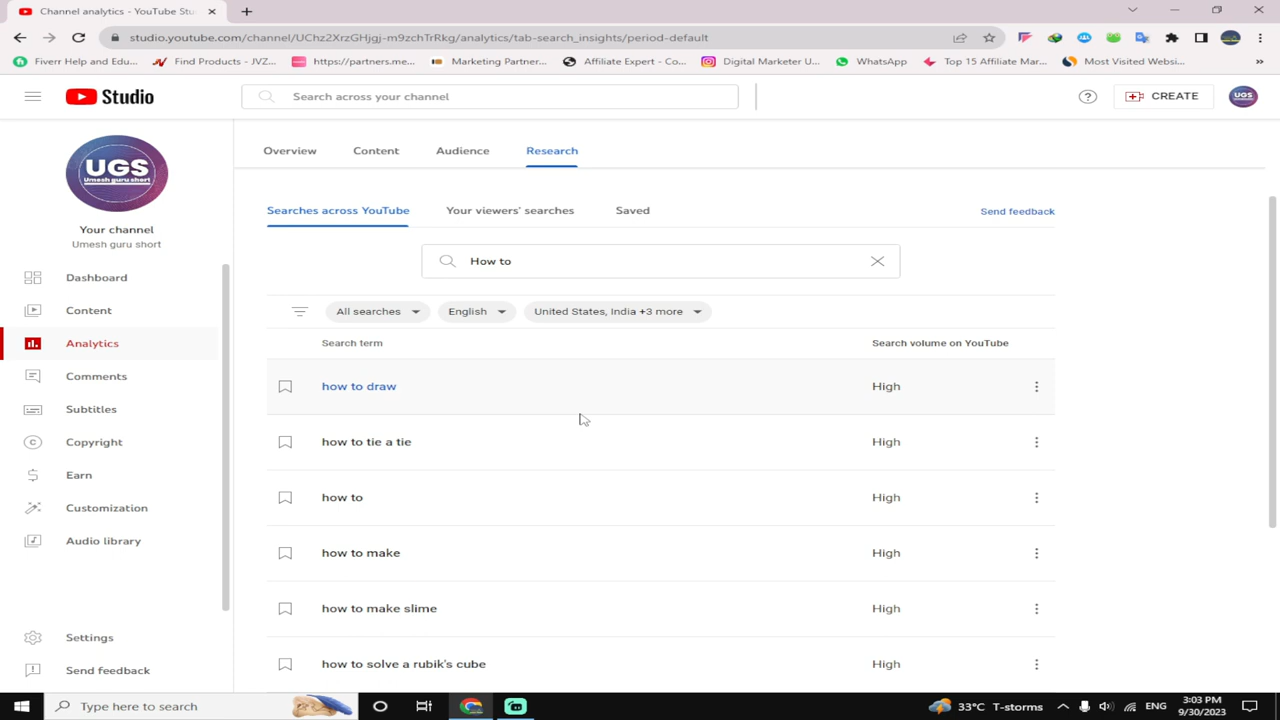 Channel analytics - YouTube Stu
studio.youtube.com/channel/UChz2XrzGHjgj-m9zchTrRkg/analytics/tab-search_insights/period-default
Fiverr Help and Edu... Find Products - JVZ... https://partners.me... Marketing Partner... Affiliate Expert - Co... Digital Marketer U... WhatsApp Top 15 Affiliate Mar... Most Visited Websi... »
Studio
Search across your channel
CREATE
UGS
UGS
Umesh guru short
Your channel
Umesh guru short
Dashboard
Content
Analytics
Comments
Subtitles
Copyright
Earn
Customization
Audio library
Settings
Send feedback
Overview Content Audience Research
Searches across YouTube Your viewers' searches Saved Send feedback
How to
All searches English United States, India +3 more
Search term Search volume on YouTube
how to draw High
how to tie a tie High
how to High
how to make High
how to make slime High
how to solve a rubik's cube High
Type here to search
33°C T-storms ENG
3:03 PM
9/30/2023